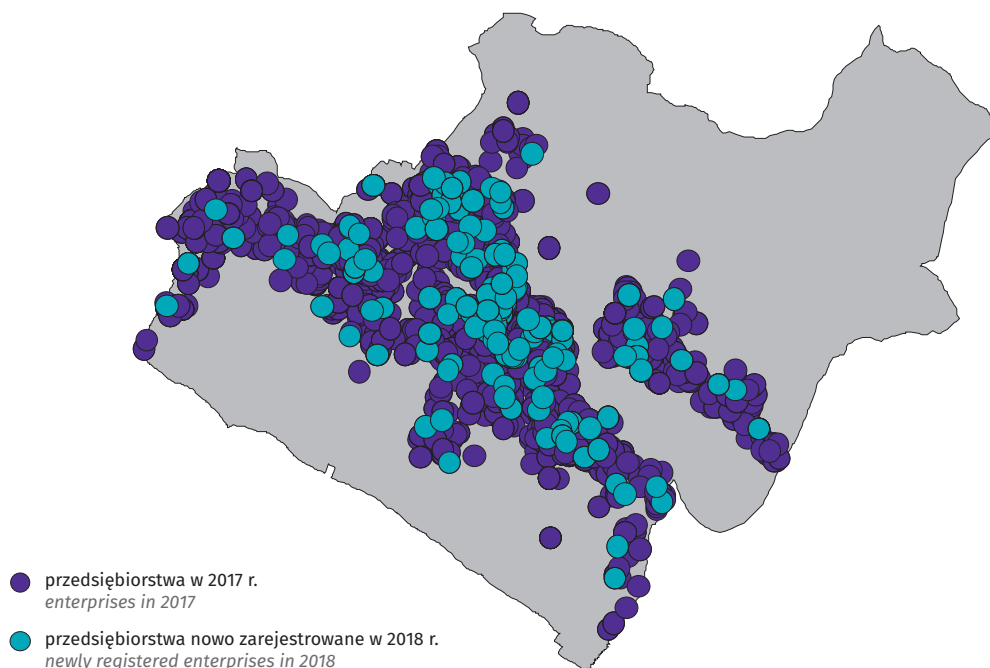 przedsiębiorstwa w 2017 r.
enterprises in 2017
przedsiębiorstwa nowo zarejestrowane w 2018 r.
newly registered enterprises in 2018